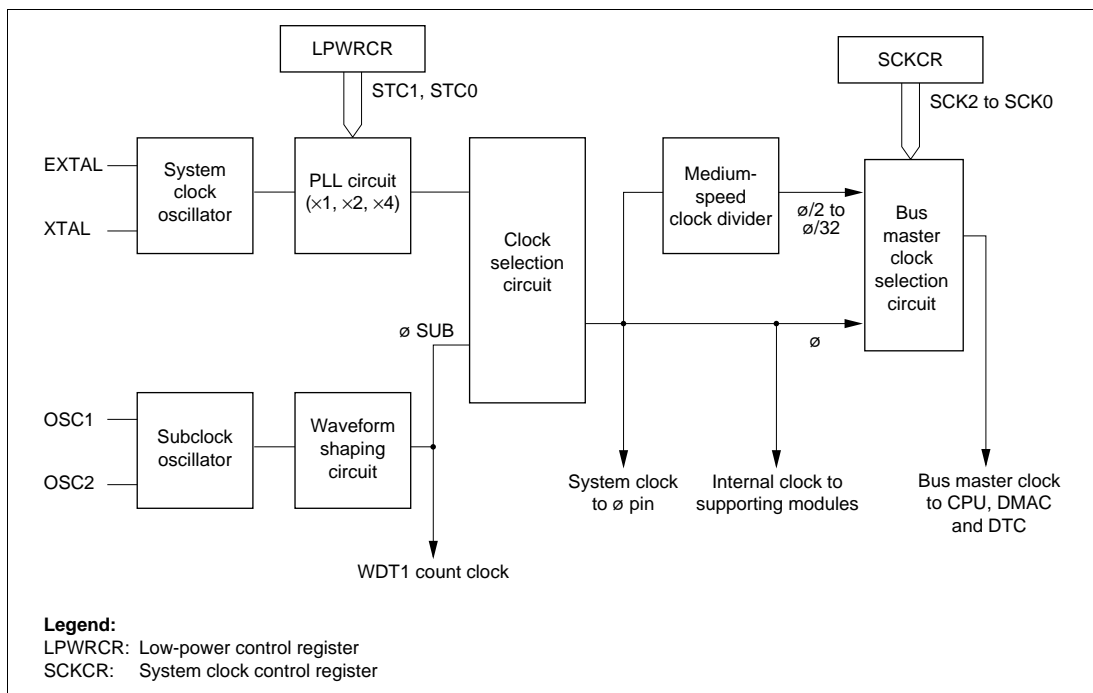 LPWRCR
STC1, STC0
SCKCR
SCK2 to SCK0
EXTAL
XTAL
System
clock
oscillator
PLL circuit
(×1, ×2, ×4)
Clock
selection
circuit
Medium-
speed
clock divider
ø/2 to
ø/32
Bus
master
clock
selection
circuit
ø SUB
ø
OSC1
OSC2
Subclock
oscillator
Waveform
shaping
circuit
System clock
to ø pin
Internal clock to
supporting modules
Bus master clock
to CPU, DMAC
and DTC
WDT1 count clock
Legend:
LPWRCR: Low-power control register
SCKCR: System clock control register